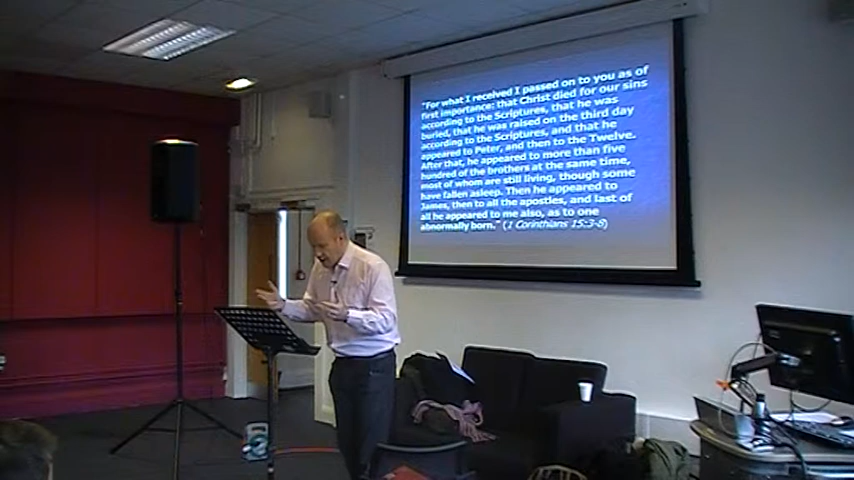 "For what I received I passed on to you as of
first importance: that Christ died for our sins
according to the Scriptures, that he was
buried, that he was raised on the third day
according to the Scriptures, and that he
appeared to Peter, and then to the Twelve.
After that, he appeared to more than five
hundred of the brothers at the same time,
most of whom are still living, though some
have fallen asleep. Then he appeared to
James, then to all the apostles, and last of
all he appeared to me also, as to one
abnormally born." (1 Corinthians 15:3-8)